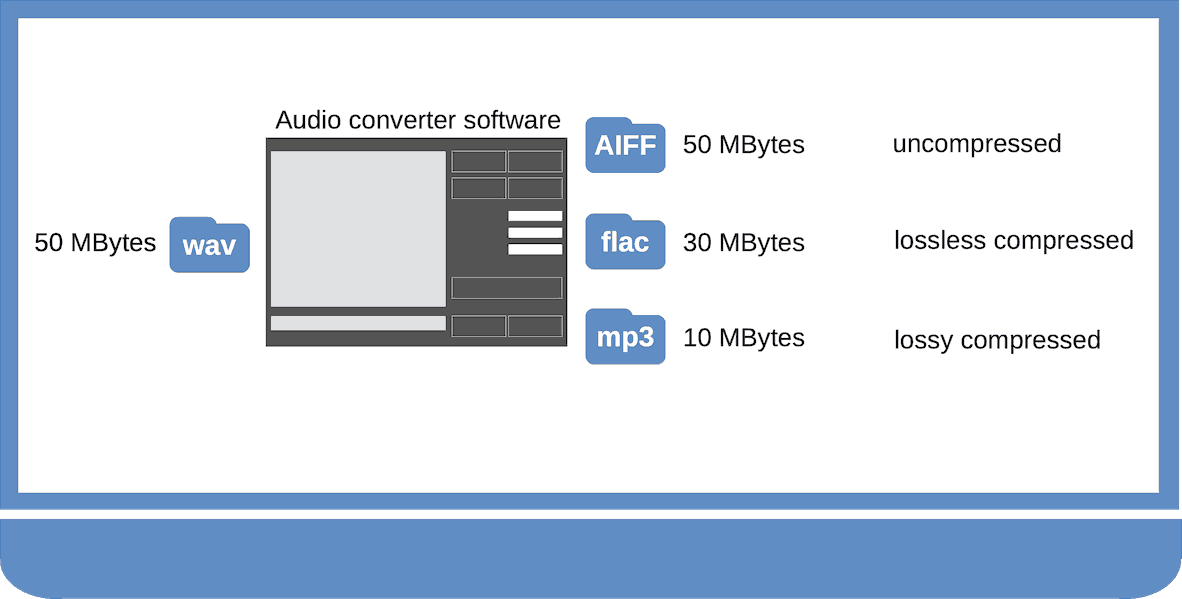 Audio converter software
50 MBytes wav
AIFF 50 MBytes uncompressed
flac 30 MBytes lossless compressed
mp3 10 MBytes lossy compressed